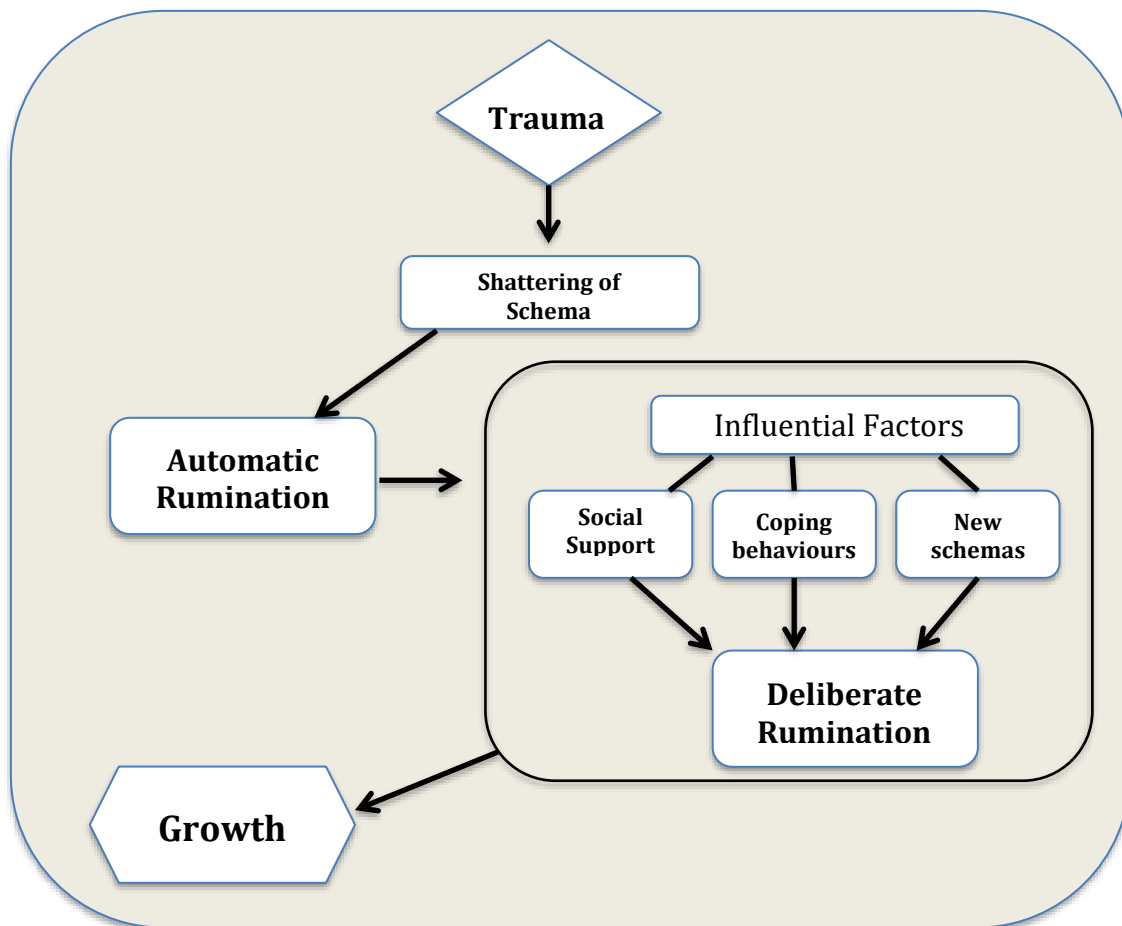 Trauma
Shattering of
Schema
Automatic
Rumination
Influential Factors
Social
Support
Coping
behaviours
New
schemas
Deliberate
Rumination
Growth